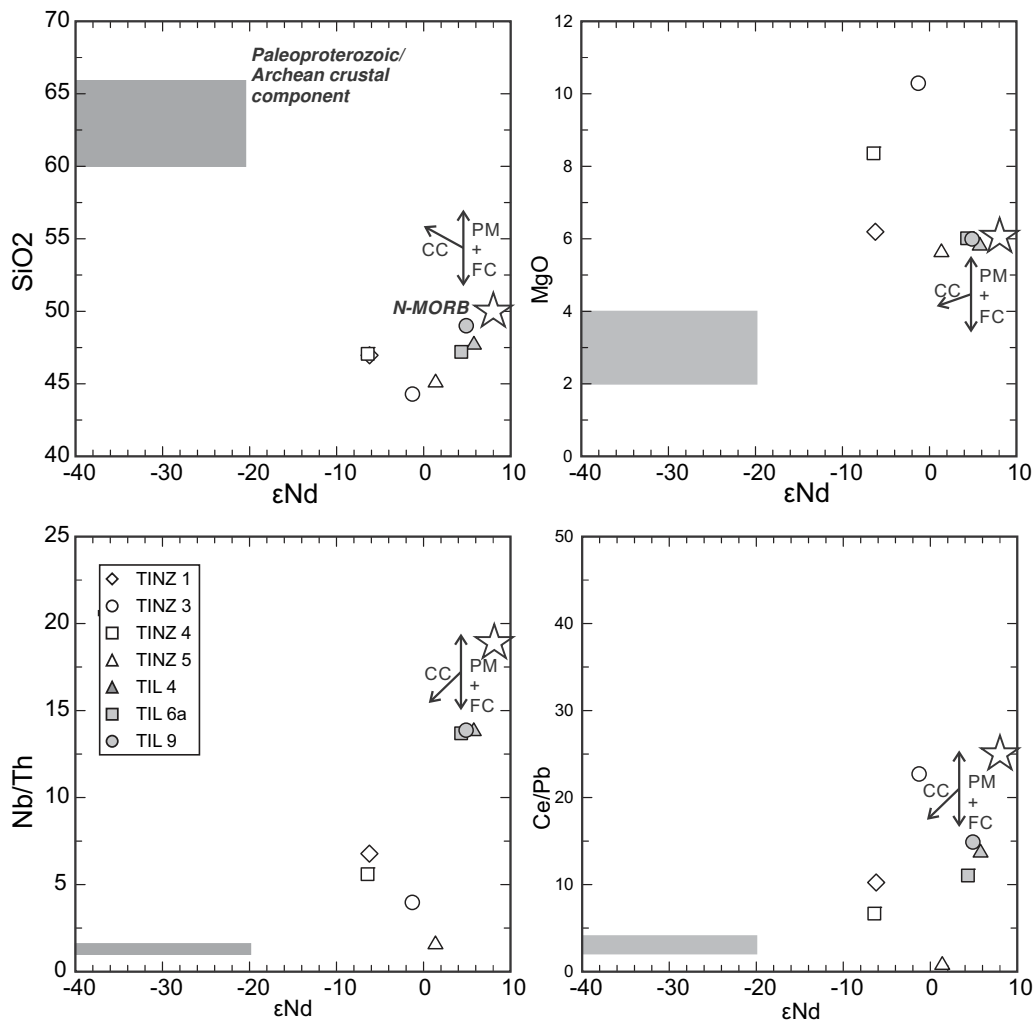 70
65
60
55
50
45
40
SiO2
Paleoproterozoic/
Archean crustal
component
CC
PM
+
FC
N-MORB
-40 -30 -20 -10 0 10
εNd
12
10
8
6
4
2
0
MgO
CC
PM
+
FC
-40 -30 -20 -10 0 10
εNd
25
20
15
10
5
0
Nb/Th
TINZ 1
TINZ 3
TINZ 4
TINZ 5
TIL 4
TIL 6a
TIL 9
CC
PM
+
FC
-40 -30 -20 -10 0 10
εNd
50
40
30
20
10
0
Ce/Pb
CC
PM
+
FC
-40 -30 -20 -10 0 10
εNd